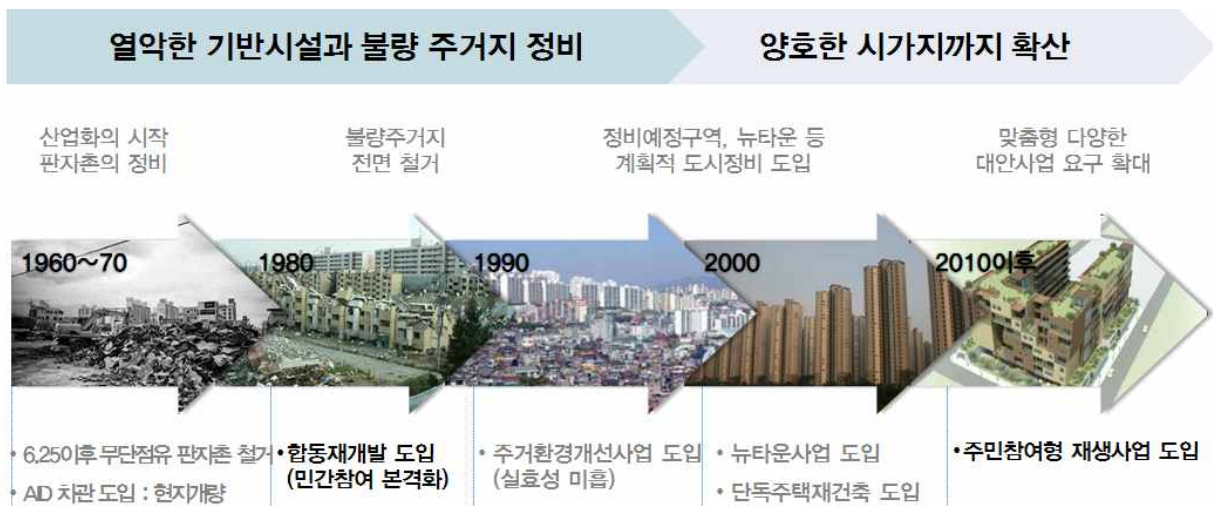 열악한 기반시설과 불량 주거지 정비
양호한 시가지까지 확산
산업화의 시작
판자촌의 정비
불량주거지
전면 철거
정비예정구역, 뉴타운 등
계획적 도시정비 도입
맞춤형 다양한
대안사업 요구 확대
1960~70
1980
1990
2000
2010이후
• 6.25이후 무단점유 판자촌 철거
• AID 차관 도입 : 현지개량
• 합동재개발 도입
(민간참여 본격화)
• 주거환경개선사업 도입
(실효성 미흡)
• 뉴타운사업 도입
• 단독주택재건축 도입
• 주민참여형 재생사업 도입